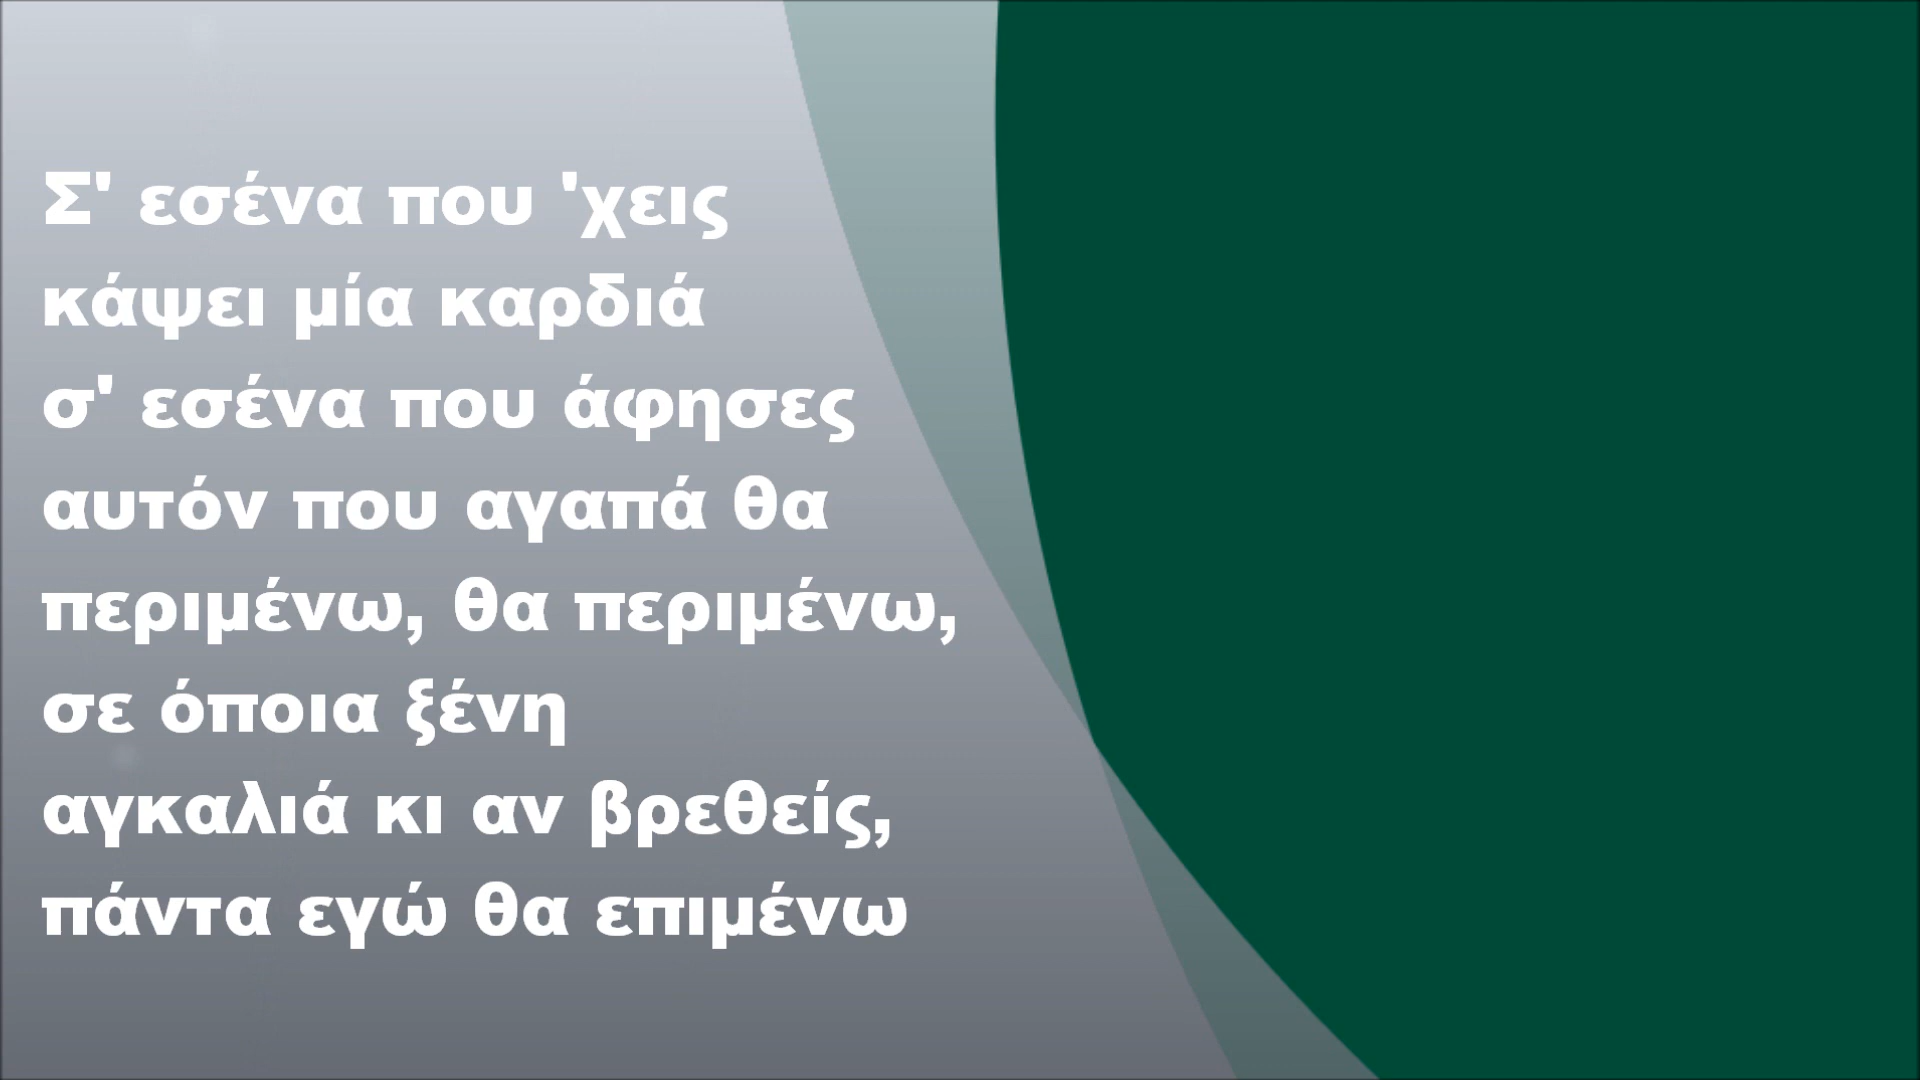 Σ' εσένα που 'χεις
κάψει μία καρδιά
σ' εσένα που άφησες
αυτόν που αγαπά θα
περιμένω, θα περιμένω,
σε όποια ξένη
αγκαλιά κι αν βρεθείς,
πάντα εγώ θα επιμένω